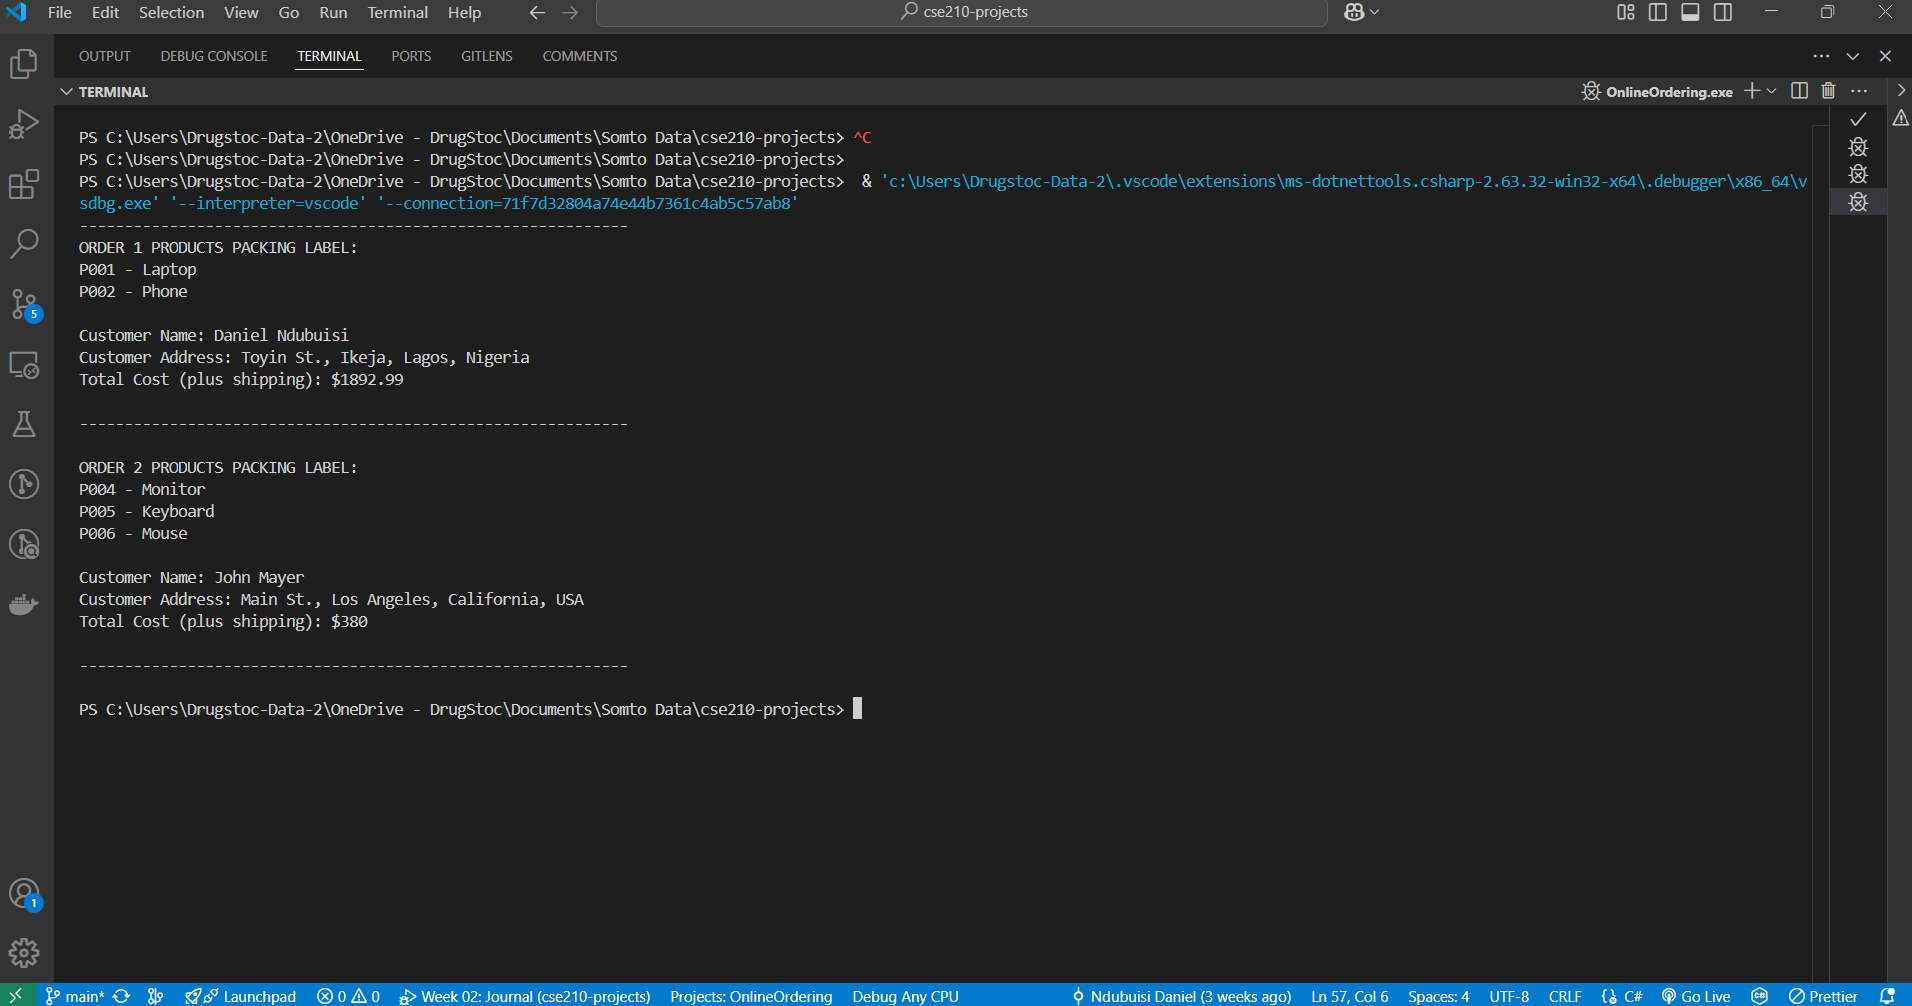 File Edit Selection View Go Run Terminal Help cse210-projects
OUTPUT DEBUG CONSOLE TERMINAL PORTS GITLENS COMMENTS
TERMINAL OnlineOrdering.exe
PS C:\Users\Drugstoc-Data-2\OneDrive - DrugStoc\Documents\Somto Data\cse210-projects> ^C
PS C:\Users\Drugstoc-Data-2\OneDrive - DrugStoc\Documents\Somto Data\cse210-projects>
PS C:\Users\Drugstoc-Data-2\OneDrive - DrugStoc\Documents\Somto Data\cse210-projects>  & 'c:\Users\Drugstoc-Data-2\.vscode\extensions\ms-dotnettools.csharp-2.63.32-win32-x64\.debugger\x86_64\v
sdbg.exe' '--interpreter=vscode' '--connection=71f7d32804a74e44b7361c4ab5c57ab8'
-------------------------------------------------------------
ORDER 1 PRODUCTS PACKING LABEL:
P001 - Laptop
P002 - Phone
Customer Name: Daniel Ndubuisi
Customer Address: Toyin St., Ikeja, Lagos, Nigeria
Total Cost (plus shipping): $1892.99
-------------------------------------------------------------
ORDER 2 PRODUCTS PACKING LABEL:
P004 - Monitor
P005 - Keyboard
P006 - Mouse
Customer Name: John Mayer
Customer Address: Main St., Los Angeles, California, USA
Total Cost (plus shipping): $380
-------------------------------------------------------------
PS C:\Users\Drugstoc-Data-2\OneDrive - DrugStoc\Documents\Somto Data\cse210-projects>
5
1
main* Launchpad 0 0 Week 02: Journal (cse210-projects) Projects: OnlineOrdering Debug Any CPU Ndubuisi Daniel (3 weeks ago) Ln 57, Col 6 Spaces: 4 UTF-8 CRLF {} C# Go Live Prettier